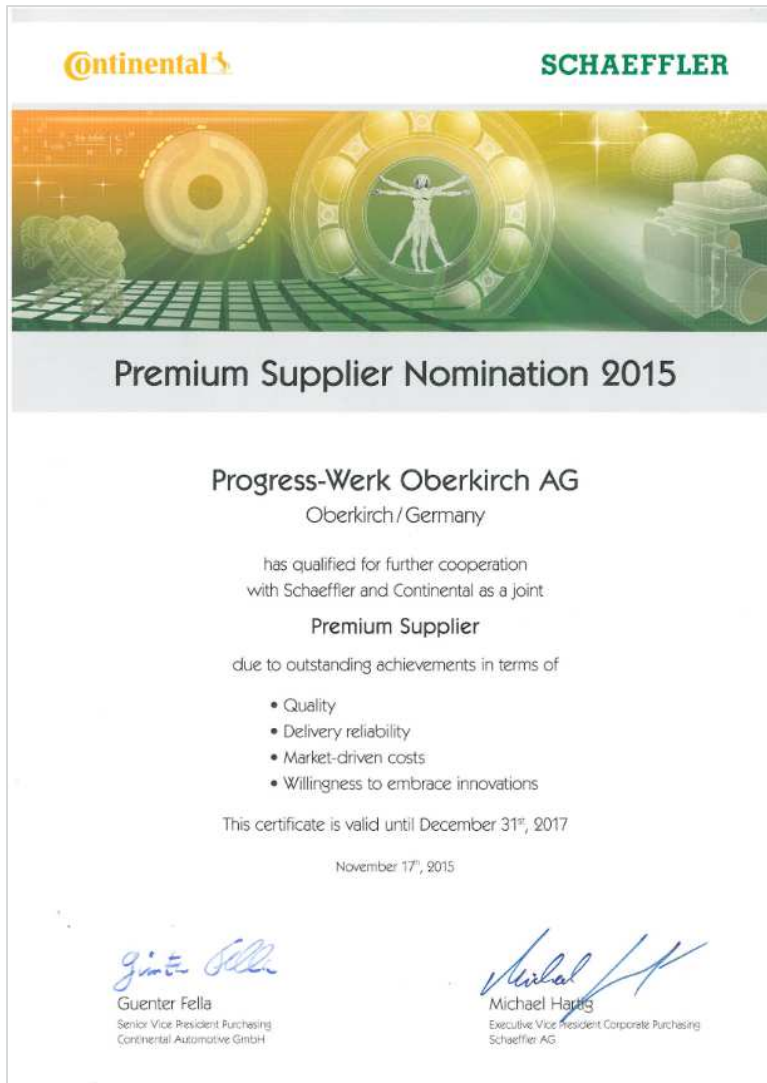 Continental
SCHAEFFLER
Premium Supplier Nomination 2015
Progress-Werk Oberkirch AG
Oberkirch/Germany
has qualified for further cooperation
with Schaeffler and Continental as a joint
Premium Supplier
due to outstanding achievements in terms of
• Quality
• Delivery reliability
• Market-driven costs
• Willingness to embrace innovations
This certificate is valid until December 31st, 2017
November 17th, 2015
Günter Fella
Guenter Fella
Senior Vice President Purchasing
Continental Automotive GmbH
Michael Hartig
Executive Vice President Corporate Purchasing
Schaeffler AG